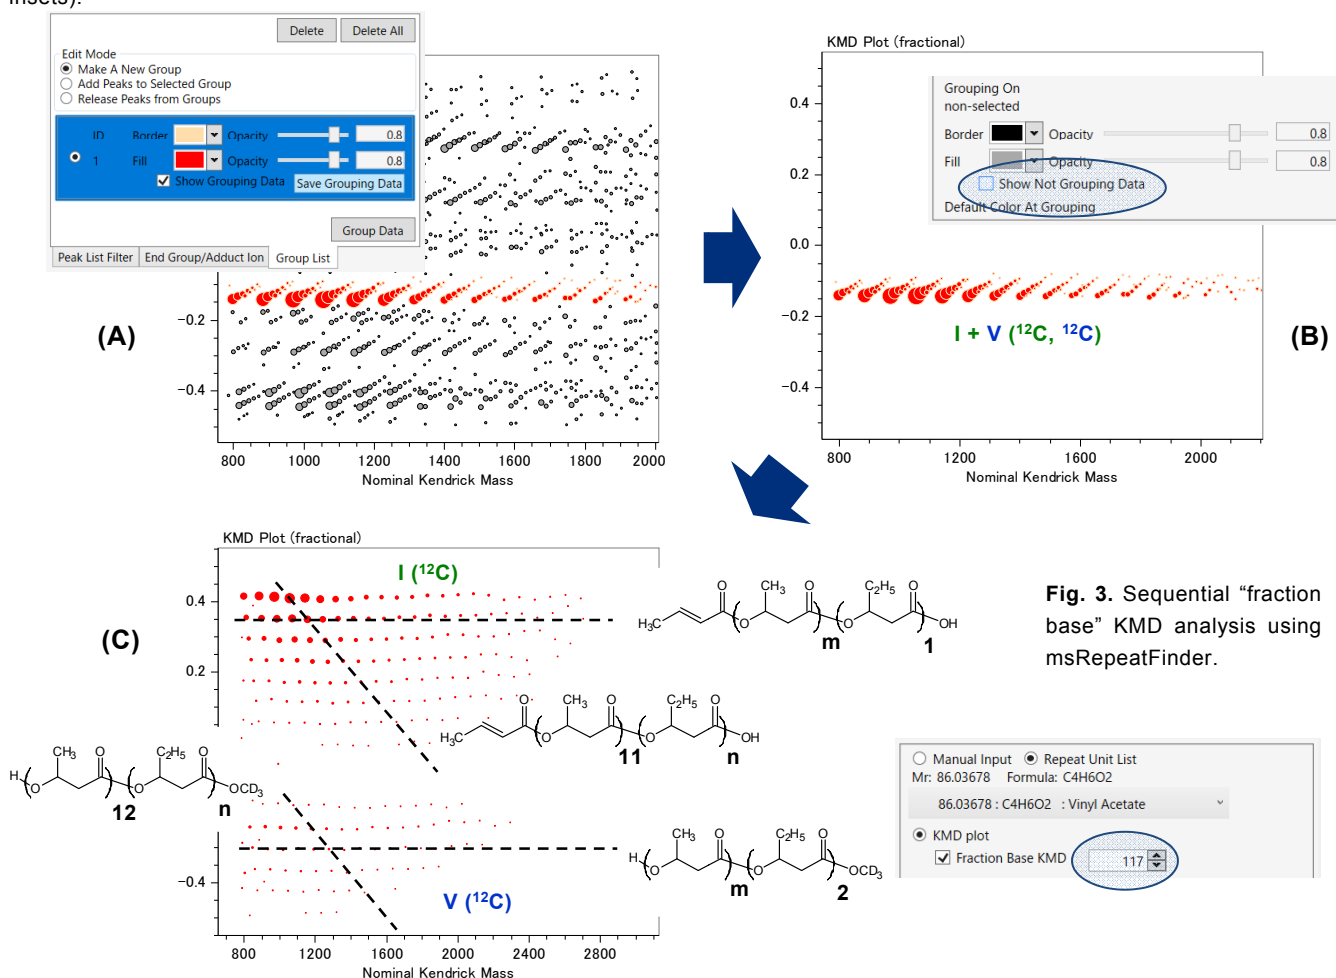 insets).
Delete Delete All
Edit Mode
Make A New Group
Add Peaks to Selected Group
Release Peaks from Groups
ID Border Opacity 0.8
1 Fill Opacity 0.8
Show Grouping Data Save Grouping Data
Group Data
Peak List Filter End Group/Adduct Ion Group List
(A)
−0.2
−0.4
800 1000 1200 1400 1600 1800 2000
Nominal Kendrick Mass
KMD Plot (fractional)
Grouping On
non-selected
Border Opacity 0.8
Fill Opacity 0.8
Show Not Grouping Data
Default Color At Grouping
0.4
0.2
0.0
−0.2
−0.4
I + V (¹²C, ¹²C)
(B)
800 1200 1600 2000
Nominal Kendrick Mass
KMD Plot (fractional)
I (¹²C)
(C)
0.4
0.2
−0.4
V (¹²C)
800 1200 1600 2000 2400 2800
Nominal Kendrick Mass
H₃C O O CH₃ O O C₂H₅ O OH
m 1
H₃C O O CH₃ O O C₂H₅ O OH
11 n
H O CH₃ O O C₂H₅ O OCD₃
12 n
H O CH₃ O O C₂H₅ O OCD₃
m 2
Fig. 3. Sequential “fraction
base” KMD analysis using
msRepeatFinder.
Manual Input Repeat Unit List
Mr: 86.03678 Formula: C4H6O2
86.03678 : C4H6O2 : Vinyl Acetate
KMD plot
Fraction Base KMD 117